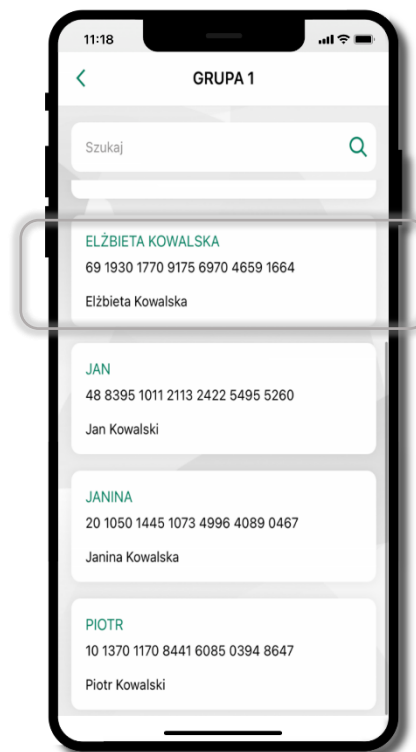 11:18
GRUPA 1
Szukaj
ELŻBIETA KOWALSKA
69 1930 1770 9175 6970 4659 1664
Elżbieta Kowalska
JAN
48 8395 1011 2113 2422 5495 5260
Jan Kowalski
JANINA
20 1050 1445 1073 4996 4089 0467
Janina Kowalska
PIOTR
10 1370 1170 8441 6085 0394 8647
Piotr Kowalski